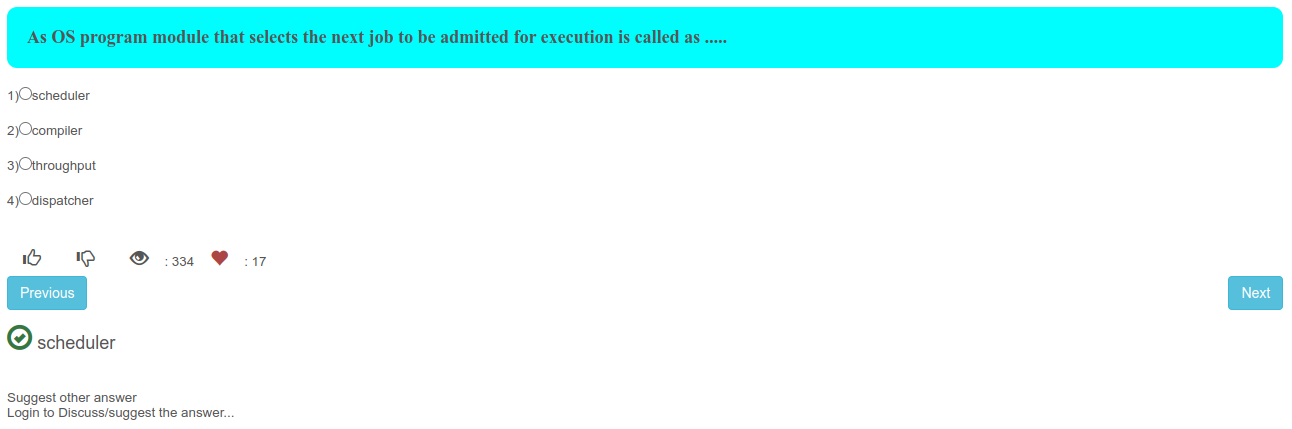 As OS program module that selects the next job to be admitted for execution is called as .....
1)scheduler
2)compiler
3)throughput
4)dispatcher
: 334 : 17
Previous Next
scheduler
Suggest other answer
Login to Discuss/suggest the answer...